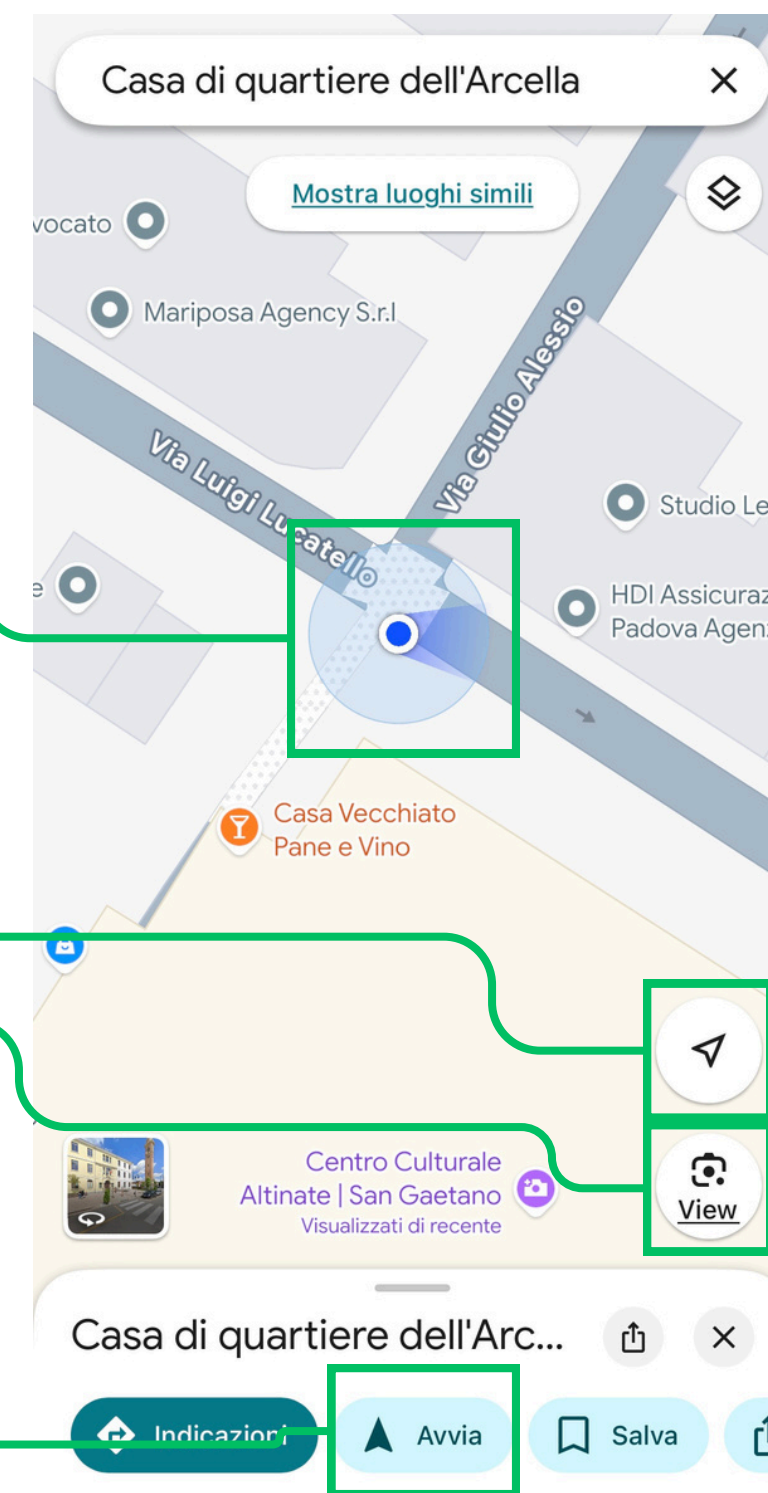 Casa di quartiere dell'Arcella
Mostra luoghi simili
vocato
Mariposa Agency S.r.l
Via Giulio Alessio
Via Luigi Lucatello
Studio Le
e
HDI Assicuraz
Padova Agen
Casa Vecchiato
Pane e Vino
Centro Culturale
Altinate | San Gaetano
Visualizzati di recente
View
Casa di quartiere dell'Arc...
Indicazioni
Avvia
Salva